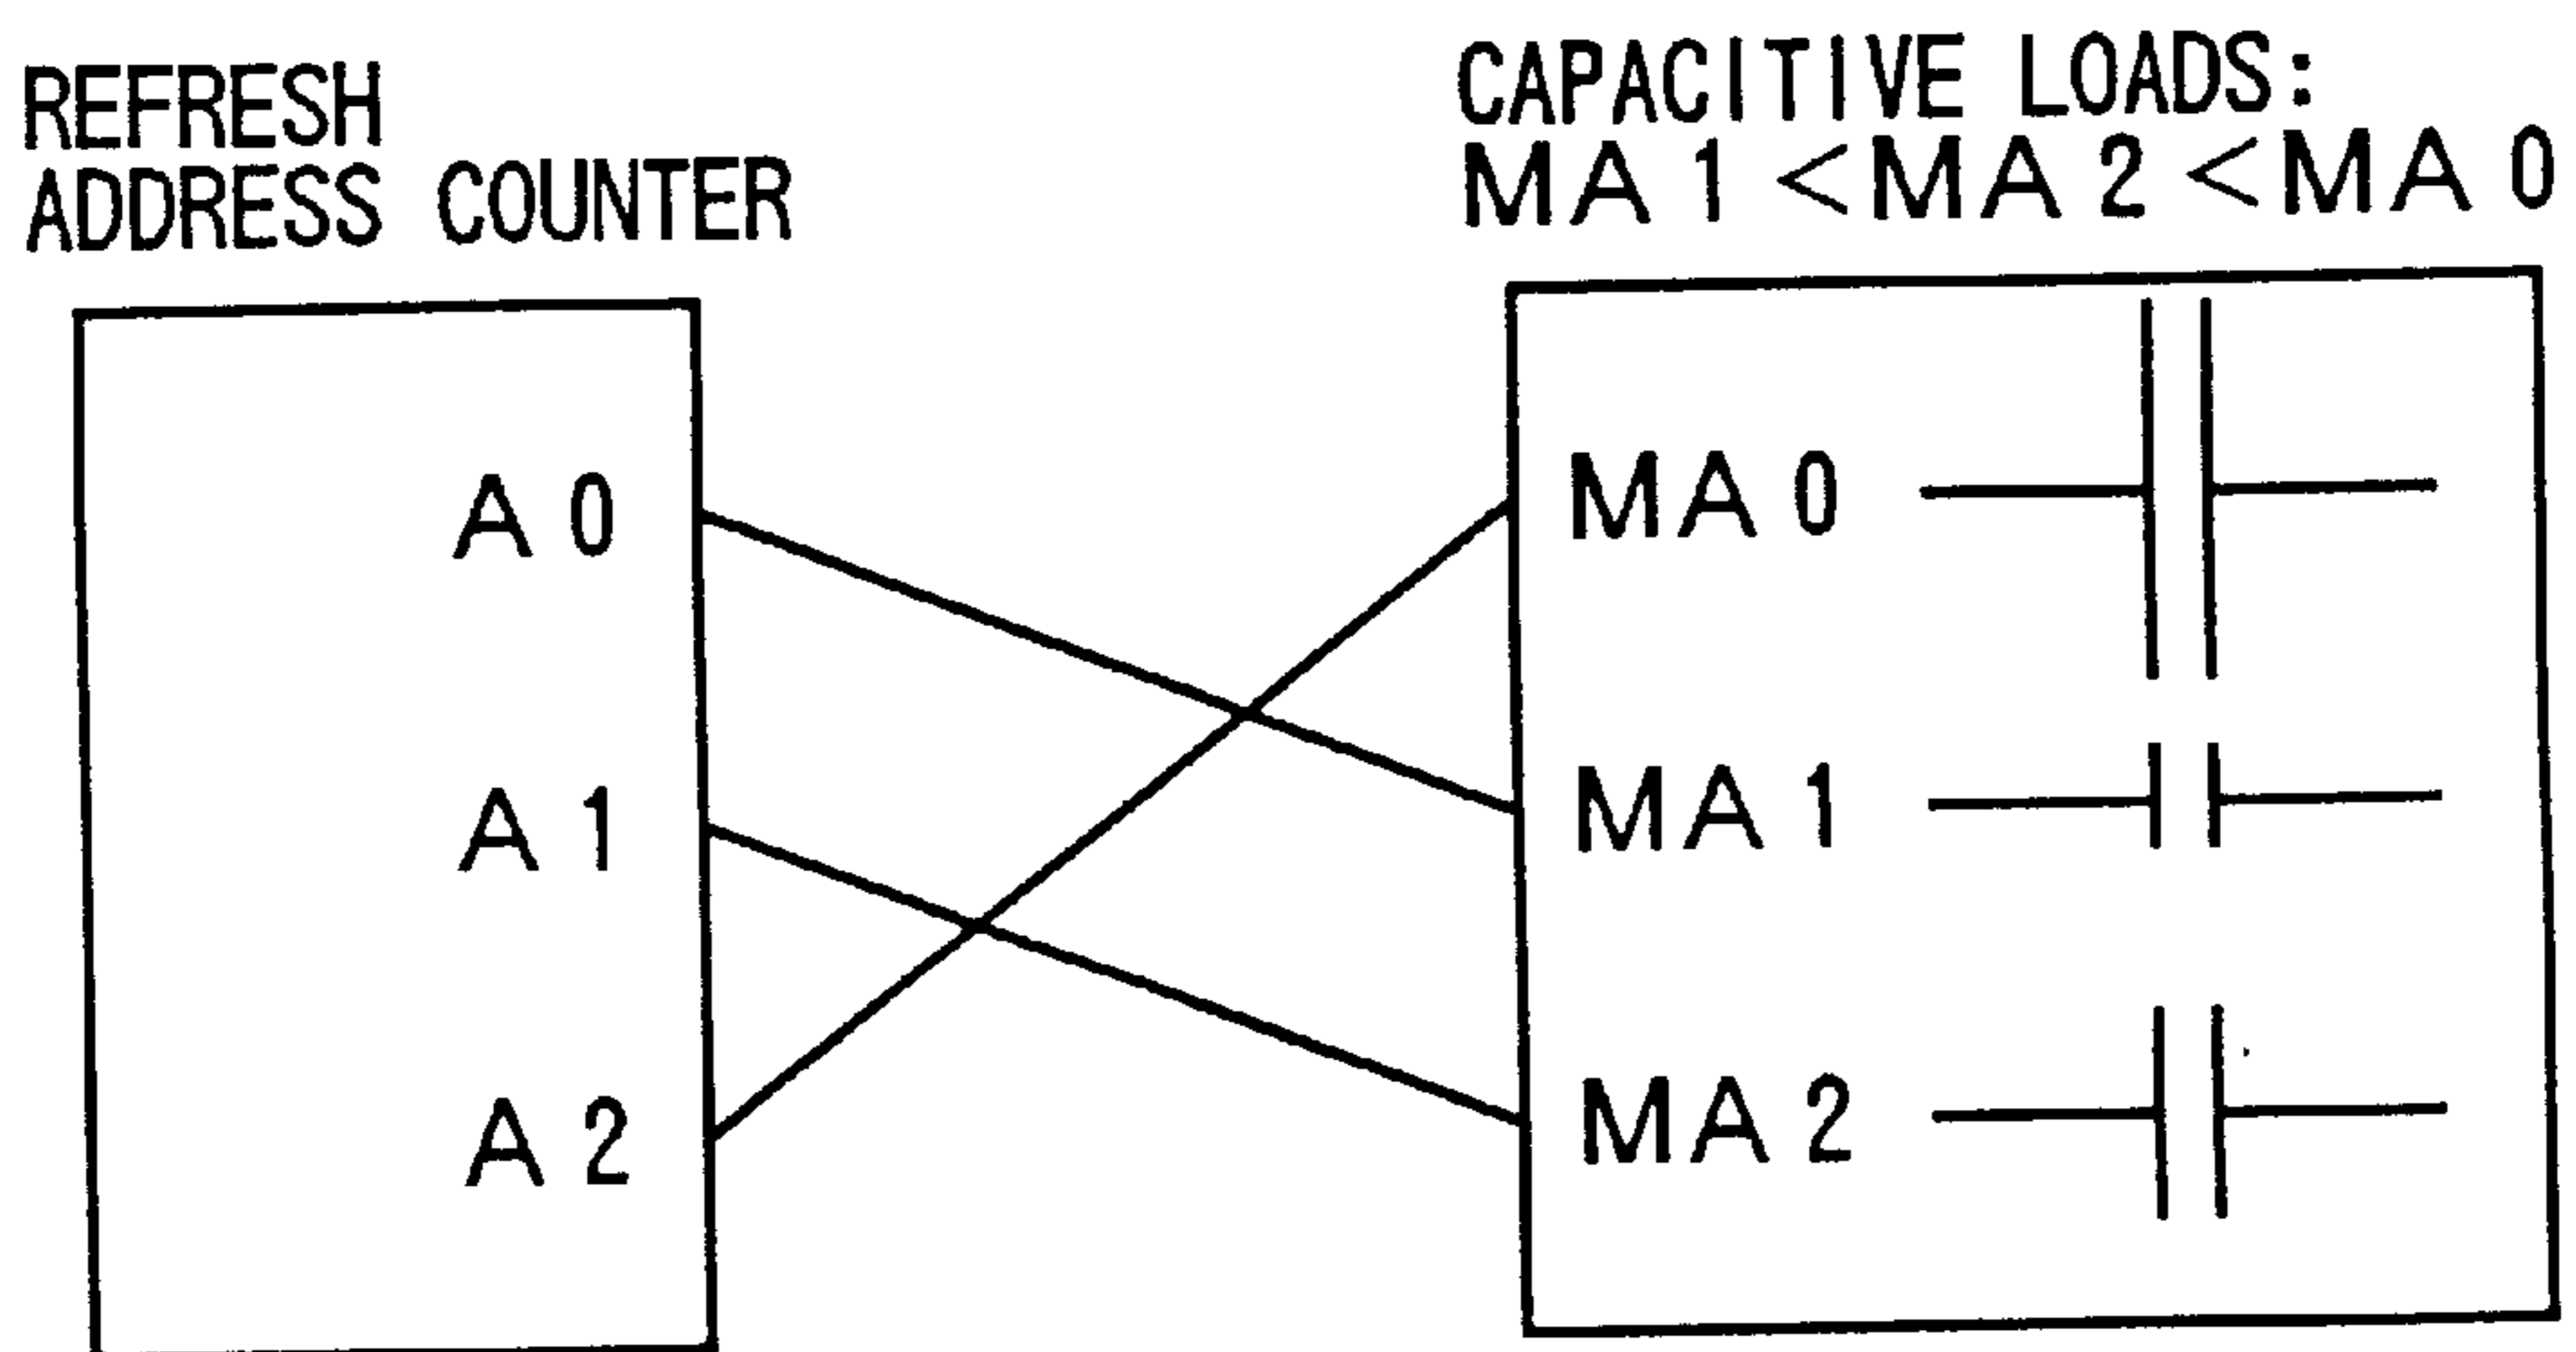 REFRESH
ADDRESS COUNTER
CAPACITIVE LOADS:
MA1<MA2<MA0
A0
A1
A2
MA0
MA1
MA2